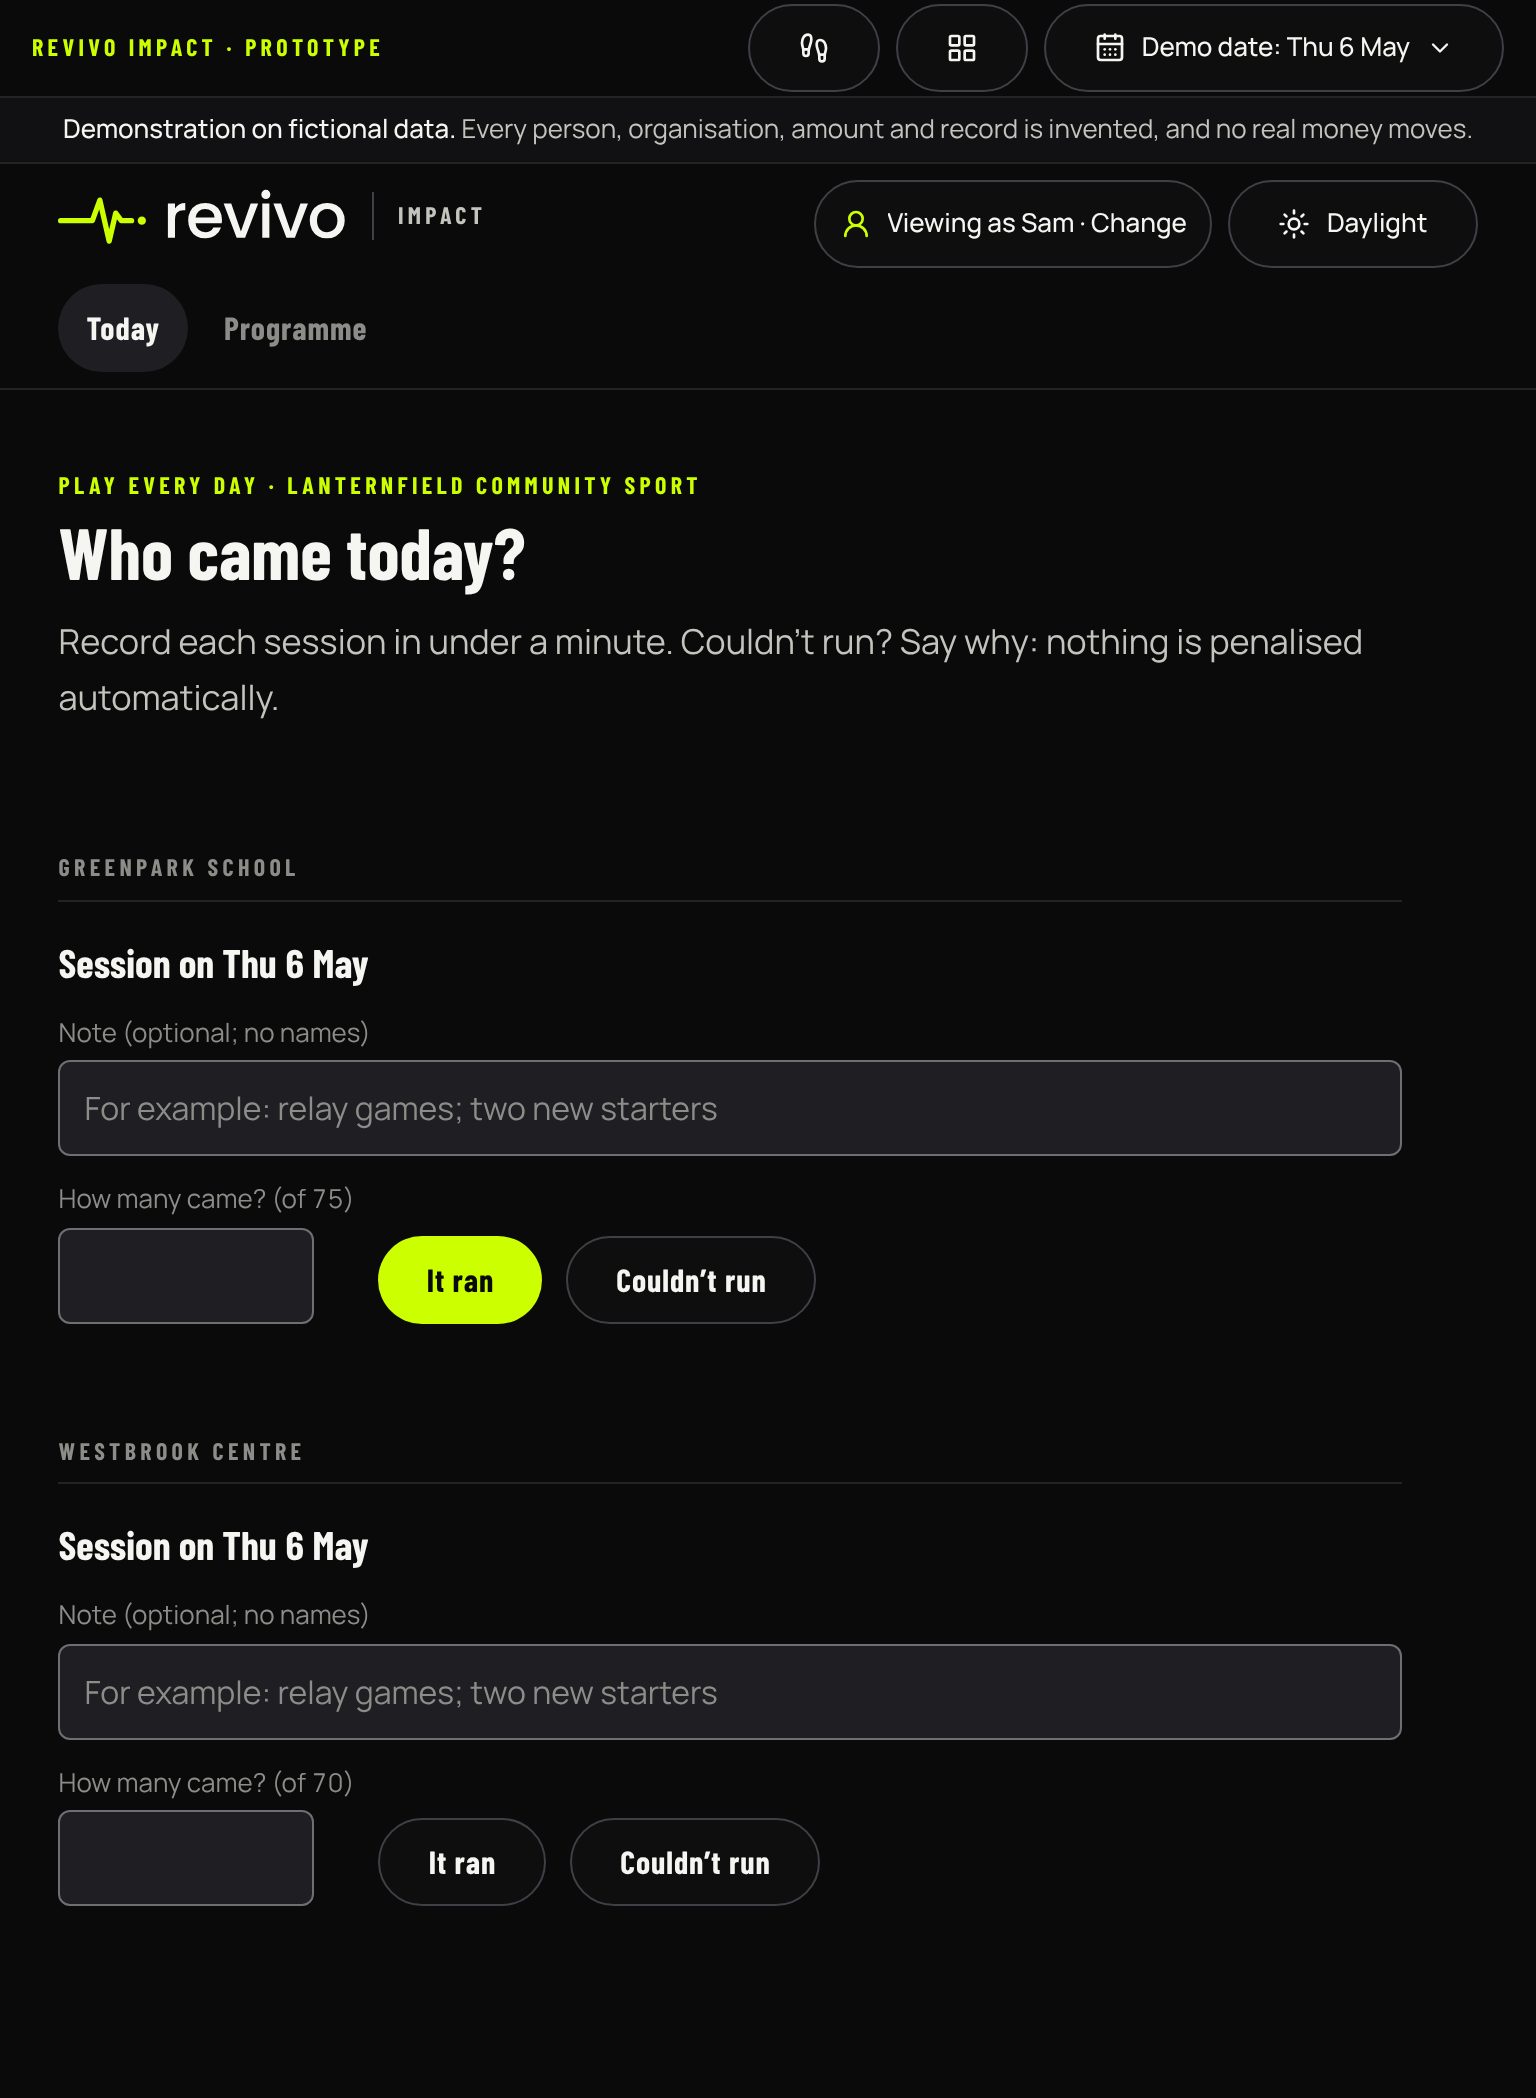 REVIVO IMPACT · PROTOTYPE
Demo date: Thu 6 May
Demonstration on fictional data. Every person, organisation, amount and record is invented, and no real money moves.
revivo
IMPACT
Viewing as Sam · Change
Daylight
Today
Programme
PLAY EVERY DAY · LANTERNFIELD COMMUNITY SPORT
Who came today?
Record each session in under a minute. Couldn’t run? Say why: nothing is penalised
automatically.
GREENPARK SCHOOL
Session on Thu 6 May
Note (optional; no names)
For example: relay games; two new starters
How many came? (of 75)
It ran
Couldn’t run
WESTBROOK CENTRE
Session on Thu 6 May
Note (optional; no names)
For example: relay games; two new starters
How many came? (of 70)
It ran
Couldn’t run